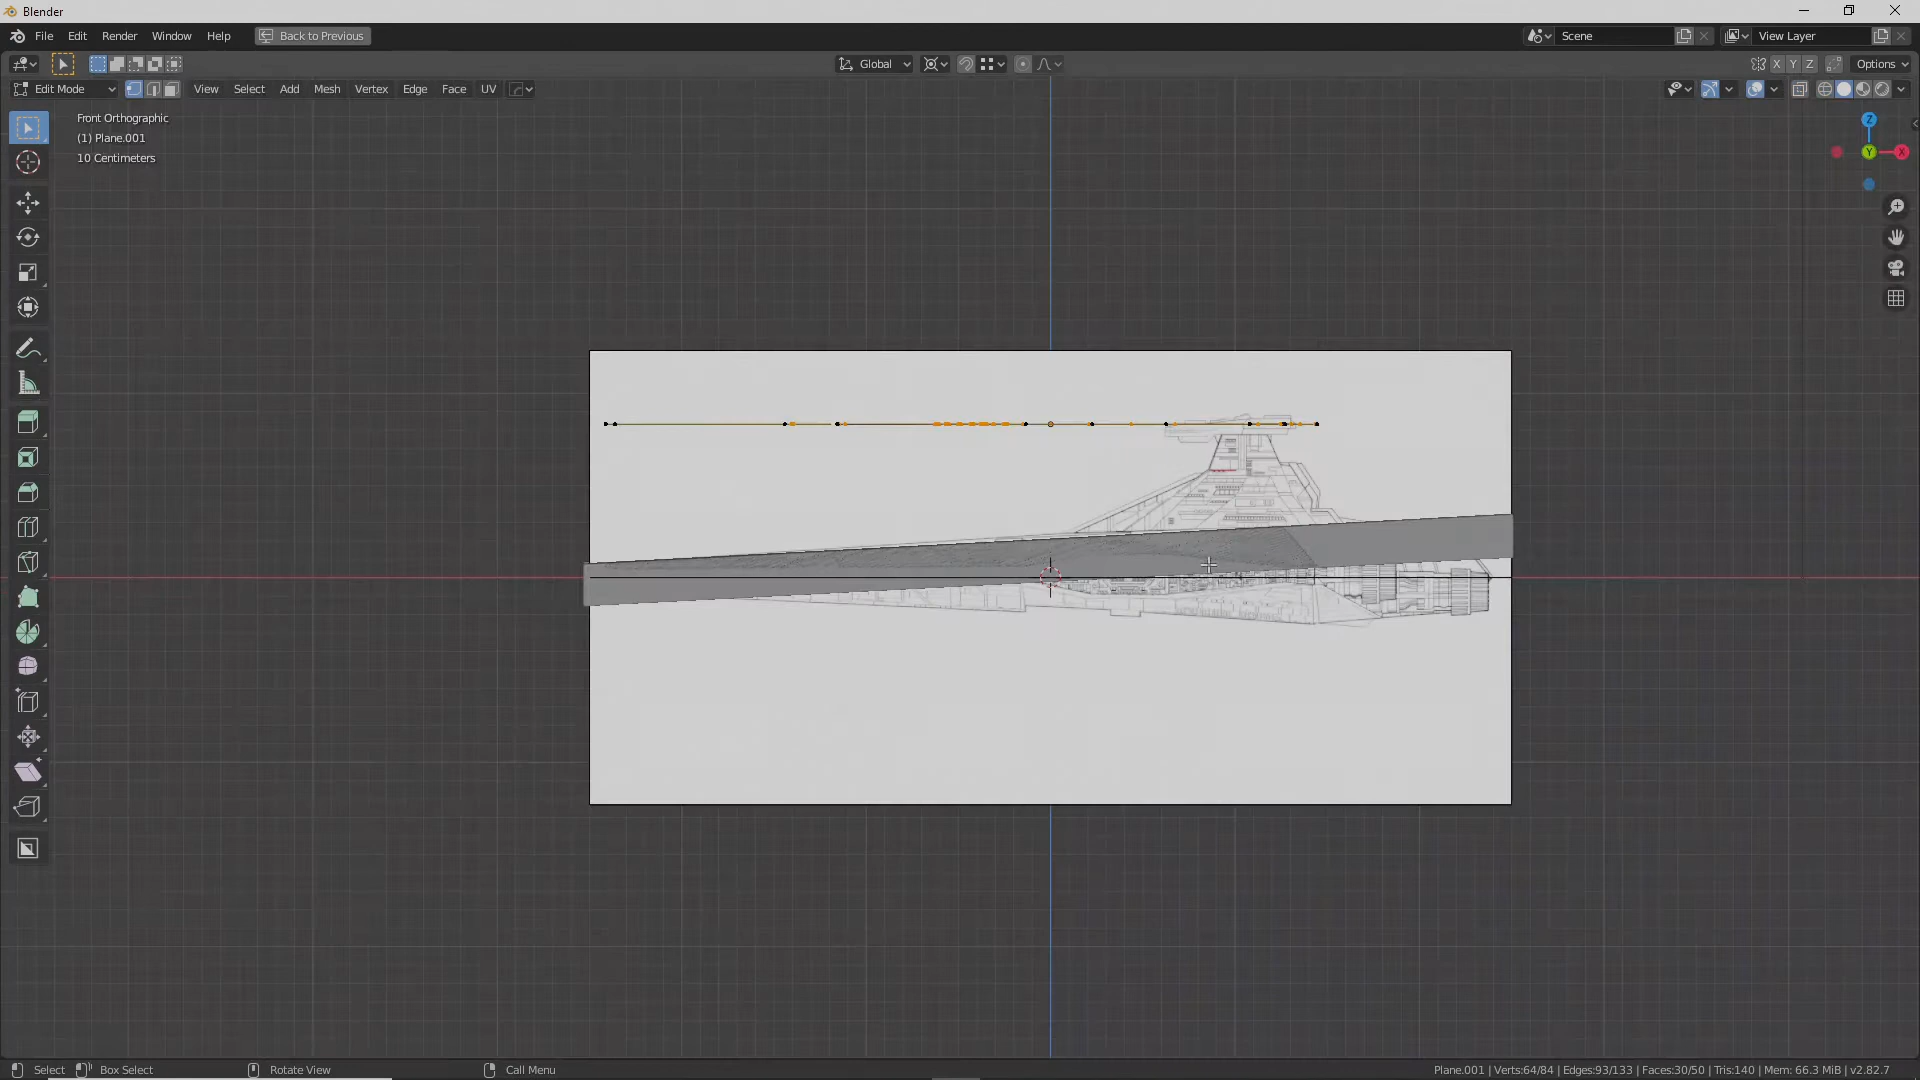 Blender
File Edit Render Window Help Back to Previous Scene View Layer
Global X Y Z Options
Edit Mode View Select Add Mesh Vertex Edge Face UV
Front Orthographic
(1) Plane.001
10 Centimeters
Z
Y X
Select Box Select Rotate View Call Menu Plane.001 | Verts:64/84 | Edges:93/133 | Faces:30/50 | Tris:140 | Mem: 66.3 MiB | v2.82.7